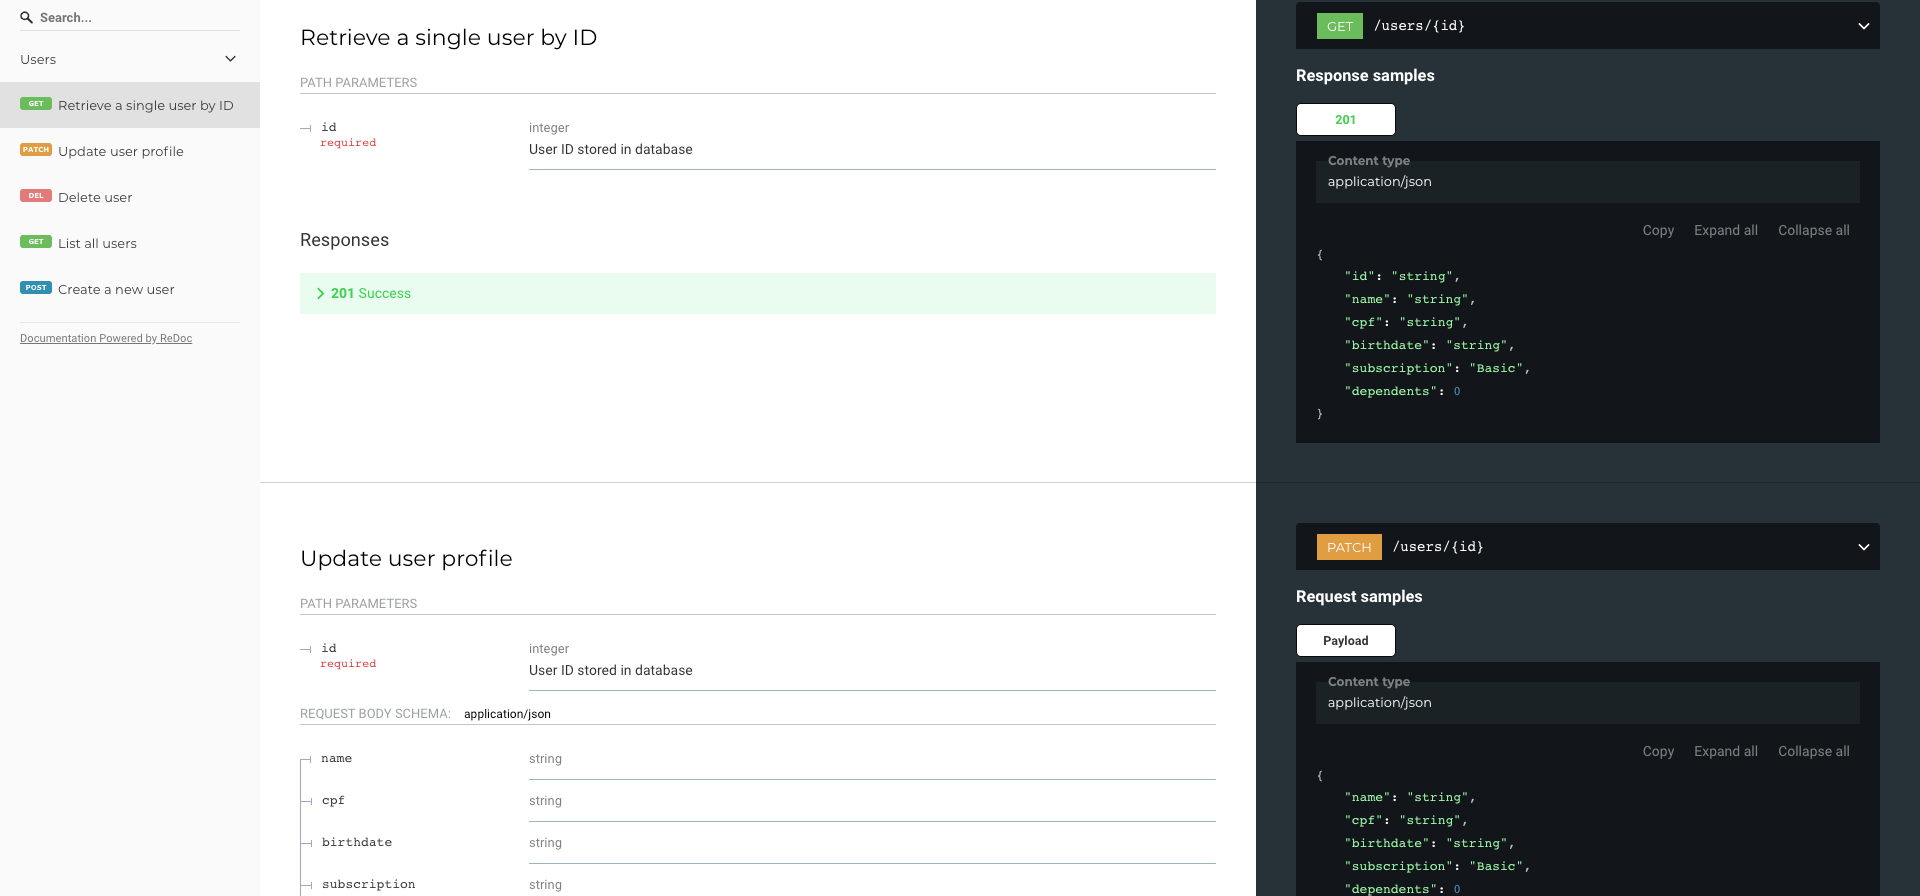 Search...
Users
GET Retrieve a single user by ID
PATCH Update user profile
DEL Delete user
GET List all users
POST Create a new user
Documentation Powered by ReDoc
Retrieve a single user by ID
PATH PARAMETERS
id
required
integer
User ID stored in database
Responses
201 Success
GET /users/{id}
Response samples
201
Content type
application/json
Copy Expand all Collapse all
{
"id": "string",
"name": "string",
"cpf": "string",
"birthdate": "string",
"subscription": "Basic",
"dependents": 0
}
Update user profile
PATH PARAMETERS
id
required
integer
User ID stored in database
REQUEST BODY SCHEMA: application/json
name string
cpf string
birthdate string
subscription string
PATCH /users/{id}
Request samples
Payload
Content type
application/json
Copy Expand all Collapse all
{
"name": "string",
"cpf": "string",
"birthdate": "string",
"subscription": "Basic",
"dependents": 0